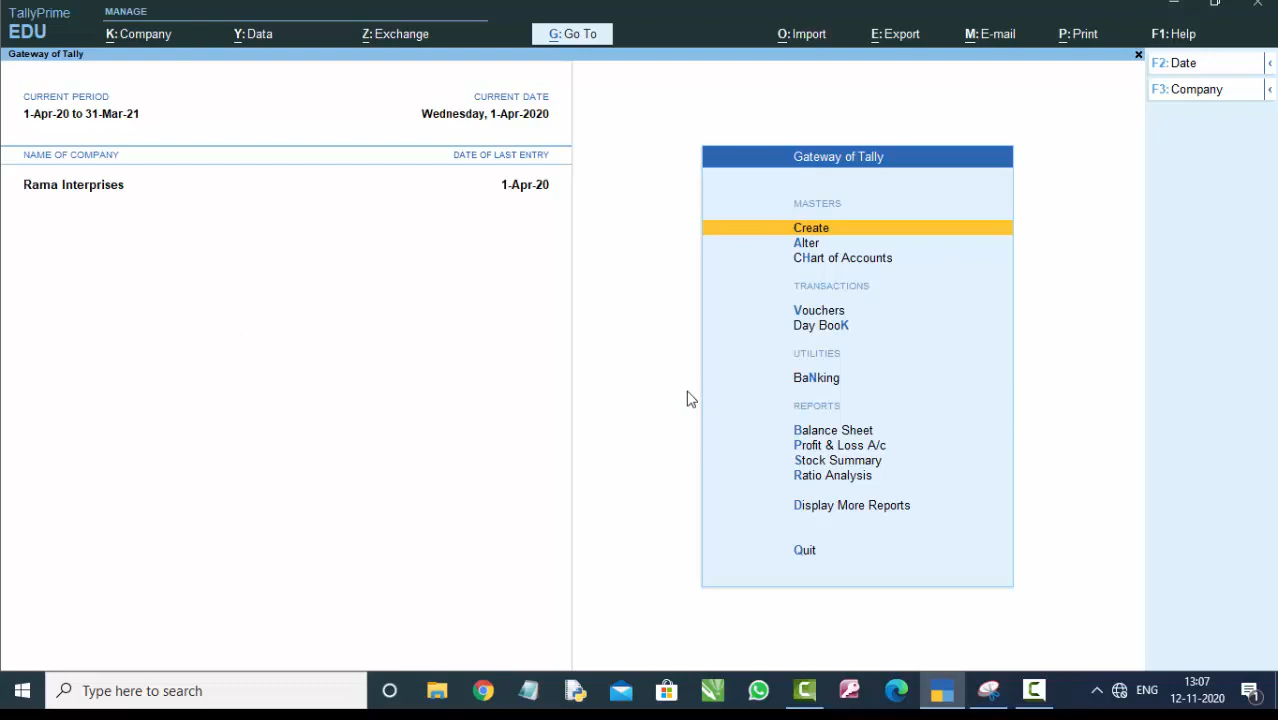 TallyPrime
EDU
MANAGE
K: Company
Y: Data
Z: Exchange
G: Go To
O: Import
E: Export
M: E-mail
P: Print
F1: Help
Gateway of Tally
F2: Date
F3: Company
CURRENT PERIOD
CURRENT DATE
1-Apr-20 to 31-Mar-21
Wednesday, 1-Apr-2020
NAME OF COMPANY
DATE OF LAST ENTRY
Rama Interprises
1-Apr-20
Gateway of Tally
MASTERS
Create
Alter
CHart of Accounts
TRANSACTIONS
Vouchers
Day BooK
UTILITIES
BaNking
REPORTS
Balance Sheet
Profit & Loss A/c
Stock Summary
Ratio Analysis
Display More Reports
Quit
Type here to search
ENG
13:07
12-11-2020
1